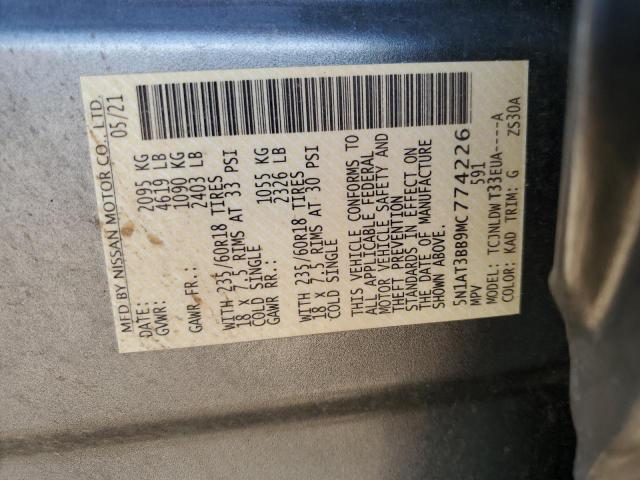 MFD BY NISSAN MOTOR CO., LTD.
DATE: 05/21
GVWR: 2095 KG
4619 LB
GAWR FR.: 1090 KG
2403 LB
WITH 235/60R18 TIRES
18 X 7.5 RIMS AT 33 PSI
COLD SINGLE
GAWR RR.: 1055 KG
2326 LB
WITH 235/60R18 TIRES
18 X 7.5 RIMS AT 30 PSI
COLD SINGLE
THIS VEHICLE CONFORMS TO
ALL APPLICABLE FEDERAL
MOTOR VEHICLE SAFETY AND
THEFT PREVENTION
STANDARDS IN EFFECT ON
THE DATE OF MANUFACTURE
SHOWN ABOVE.
5N1AT3BB9MC774226
MPV 591
MODEL: TCJNLDWT33EUA----A
COLOR: KAD TRIM: G ZS30A